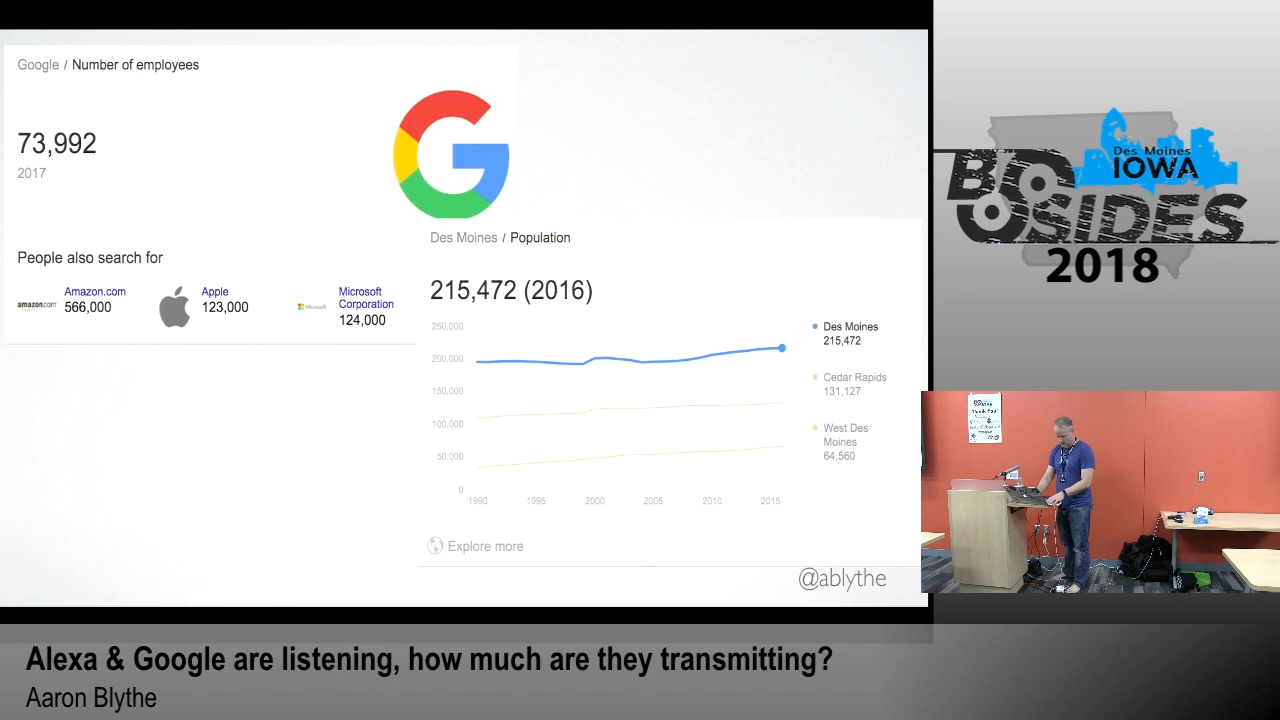 Google / Number of employees
73,992
2017
People also search for
amazon.com
Amazon.com
566,000
Apple
123,000
Microsoft
Microsoft
Corporation
124,000
Des Moines / Population
215,472 (2016)
250,000
200,000
150,000
100,000
50,000
0
1990 1995 2000 2005 2010 2015
Des Moines
215,472
Cedar Rapids
131,127
West Des
Moines
64,560
Explore more
@ablythe
Des Moines
IOWA
BSIDES
2018
Thank You!
Alexa & Google are listening, how much are they transmitting?
Aaron Blythe